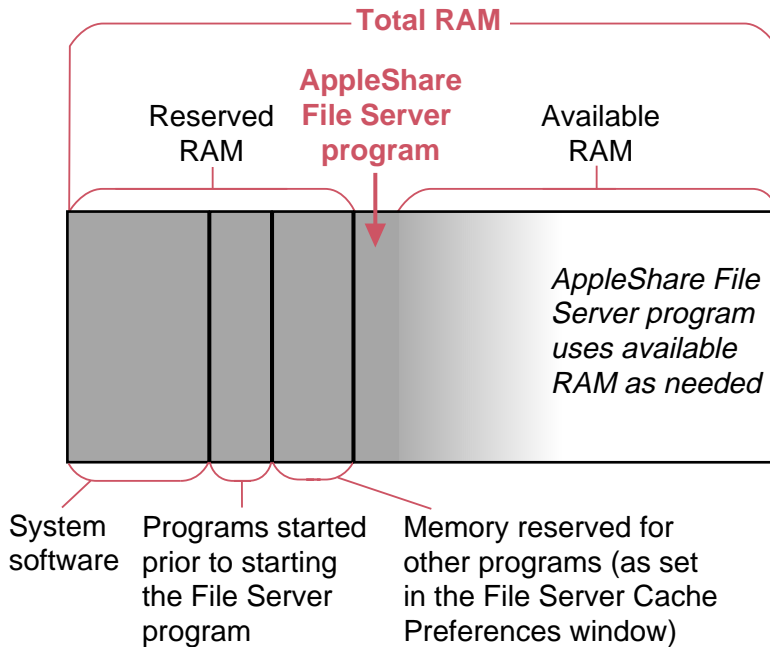 Total RAM
AppleShare
File Server
program
Reserved
RAM
Available
RAM
AppleShare File
Server program
uses available
RAM as needed
System
software
Programs started
prior to starting
the File Server
program
Memory reserved for
other programs (as set
in the File Server Cache
Preferences window)